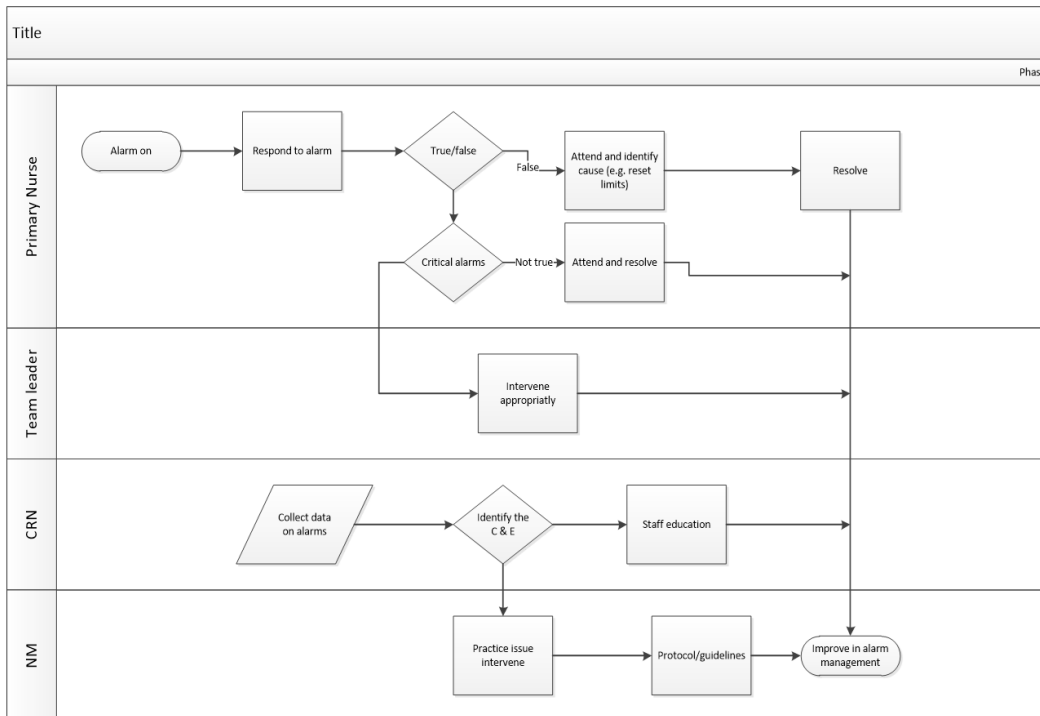 Title
Phas
Primary Nurse
Alarm on
Respond to alarm
True/false
False
Attend and identify
cause (e.g. reset
limits)
Resolve
Critical alarms
Not true
Attend and resolve
Team leader
Intervene
appropriatly
CRN
Collect data
on alarms
Identify the
C & E
Staff education
NM
Practice issue
intervene
Protocol/guidelines
Improve in alarm
management